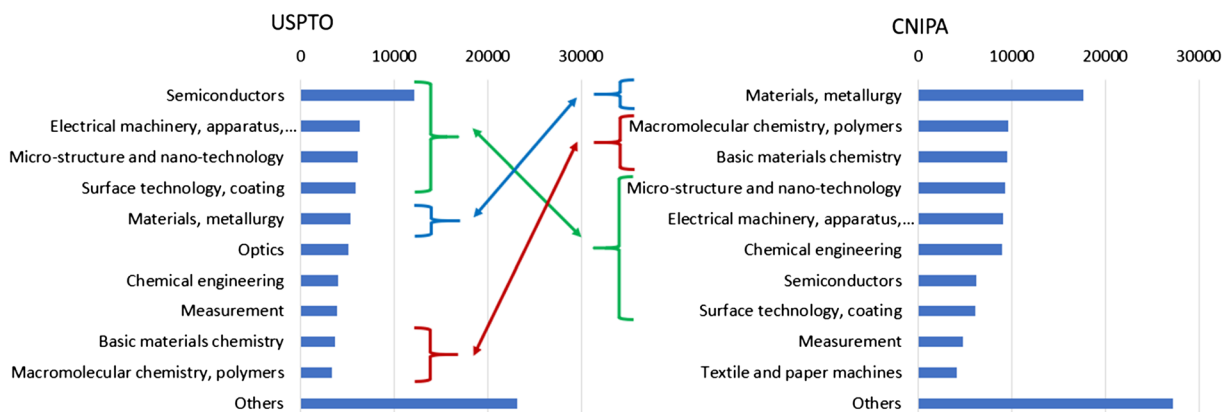 USPTO
0 10000 20000 30000
Semiconductors
Electrical machinery, apparatus,...
Micro-structure and nano-technology
Surface technology, coating
Materials, metallurgy
Optics
Chemical engineering
Measurement
Basic materials chemistry
Macromolecular chemistry, polymers
Others
CNIPA
0 10000 20000 30000
Materials, metallurgy
Macromolecular chemistry, polymers
Basic materials chemistry
Micro-structure and nano-technology
Electrical machinery, apparatus,...
Chemical engineering
Semiconductors
Surface technology, coating
Measurement
Textile and paper machines
Others